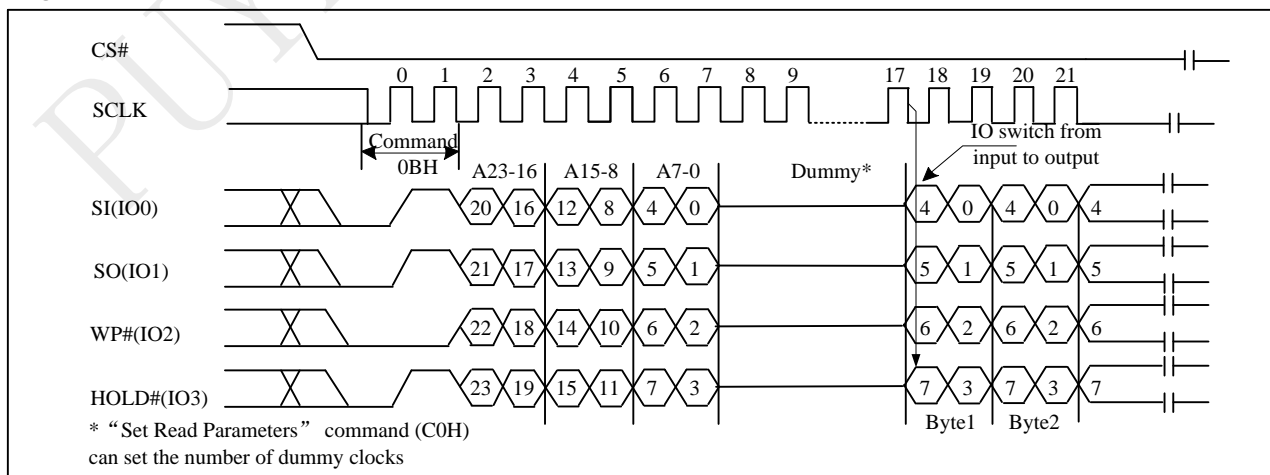 PUYA
CS#
0 1 2 3 4 5 6 7 8 9 17 18 19 20 21
SCLK
Command
0BH
IO switch from
input to output
A23-16 A15-8 A7-0 Dummy*
SI(IO0) 20 16 12 8 4 0 4 0 4 0 4
SO(IO1) 21 17 13 9 5 1 5 1 5 1 5
WP#(IO2) 22 18 14 10 6 2 6 2 6 2 6
HOLD#(IO3) 23 19 15 11 7 3 7 3 7 3 7
Byte1 Byte2
* “Set Read Parameters” command (C0H)
can set the number of dummy clocks